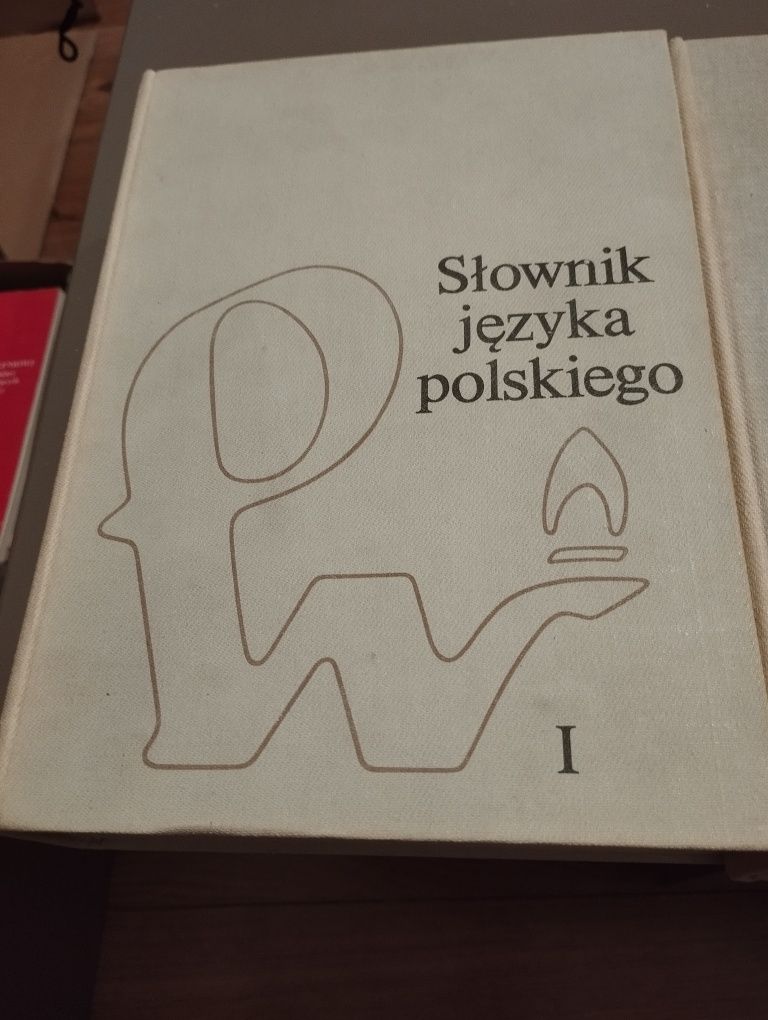 Słownik
języka
polskiego
I